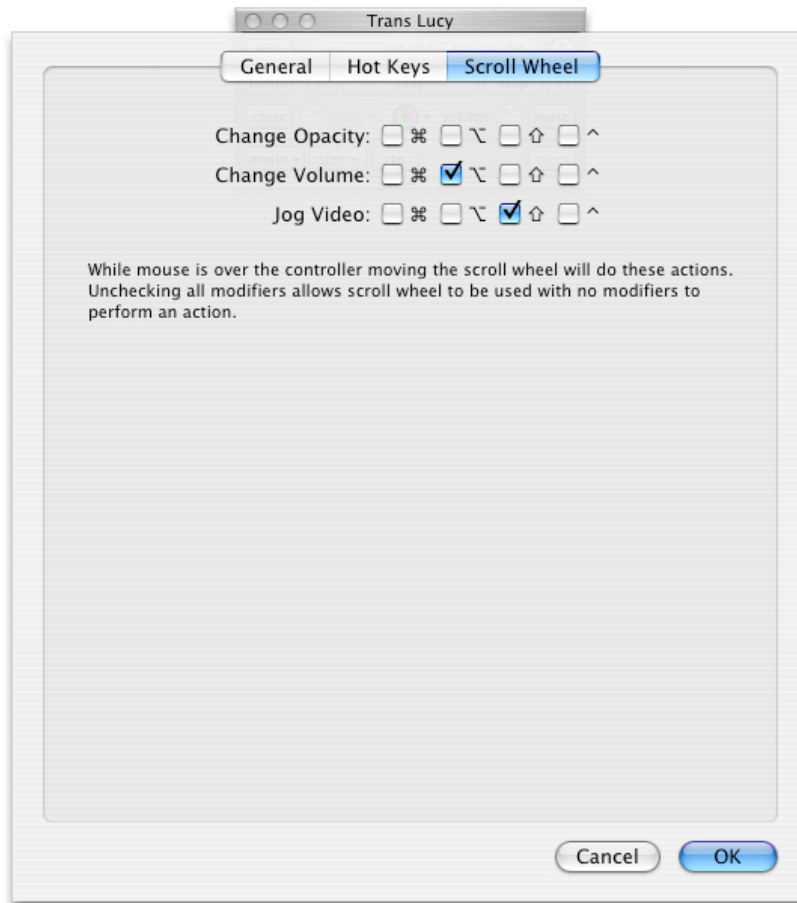 Trans Lucy
General Hot Keys Scroll Wheel
Change Opacity: ⌘ ⌥ ⇧ ^
Change Volume: ⌘ ⌥ ⇧ ^
Jog Video: ⌘ ⌥ ⇧ ^
While mouse is over the controller moving the scroll wheel will do these actions.
Unchecking all modifiers allows scroll wheel to be used with no modifiers to
perform an action.
Cancel OK